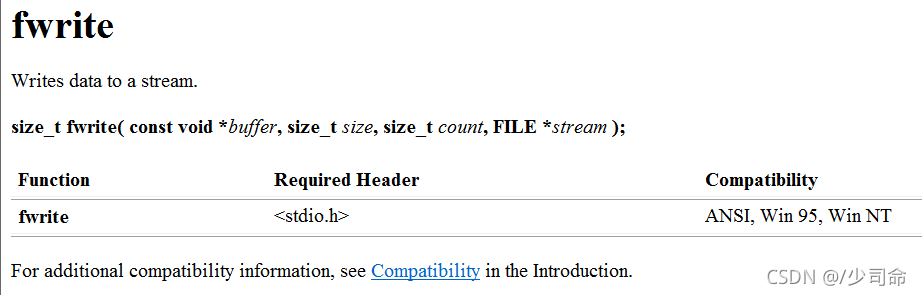 fwrite
Writes data to a stream.
size_t fwrite( const void *buffer, size_t size, size_t count, FILE *stream );
Function Required Header Compatibility
fwrite <stdio.h> ANSI, Win 95, Win NT
For additional compatibility information, see Compatibility in the Introduction.
CSDN @/少司命